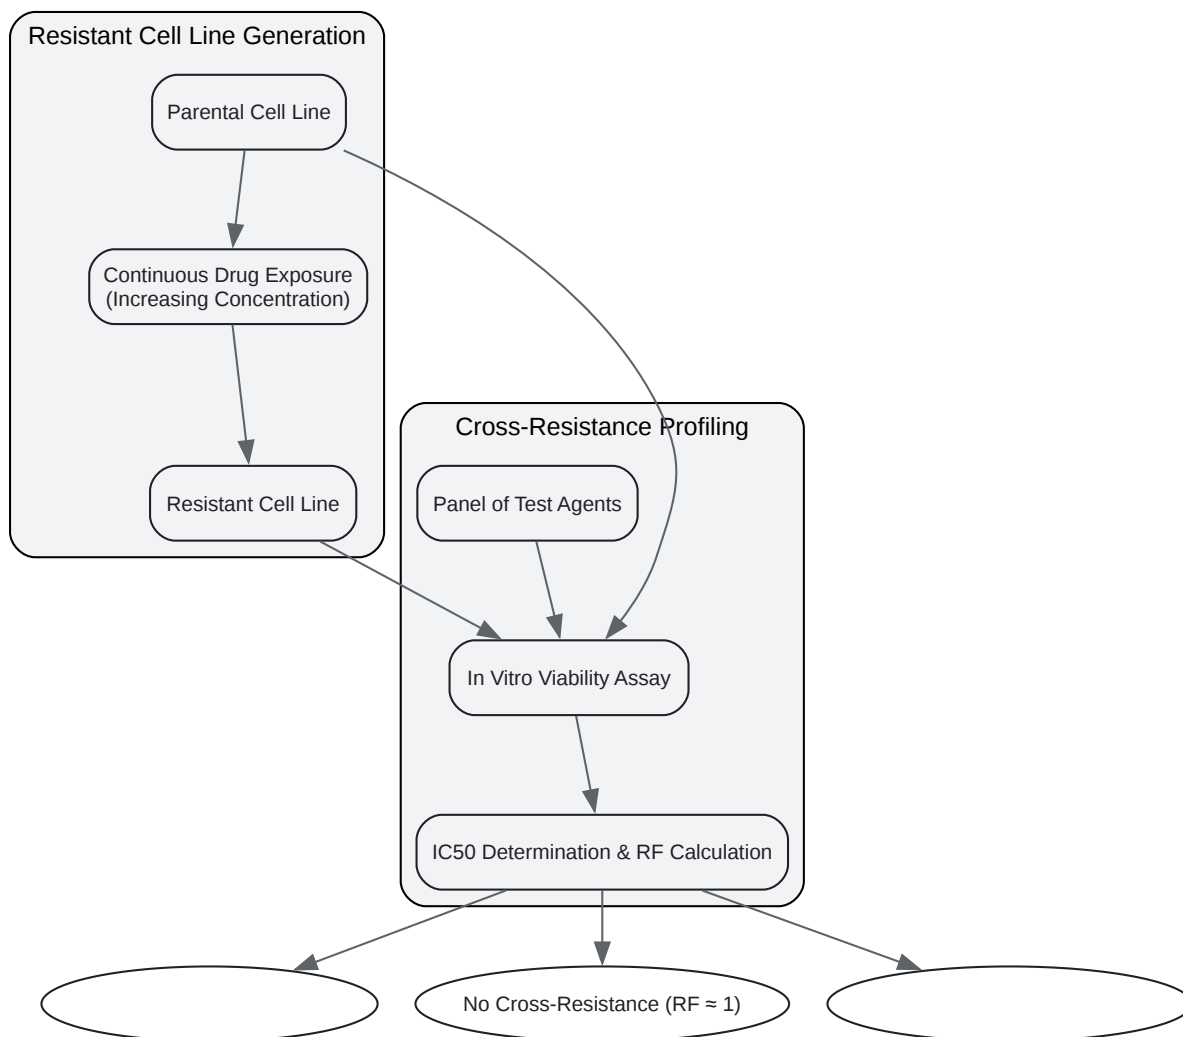 Resistant Cell Line Generation
Parental Cell Line
Continuous Drug Exposure
(Increasing Concentration)
Resistant Cell Line
Cross-Resistance Profiling
Panel of Test Agents
In Vitro Viability Assay
IC50 Determination & RF Calculation
No Cross-Resistance (RF ≈ 1)